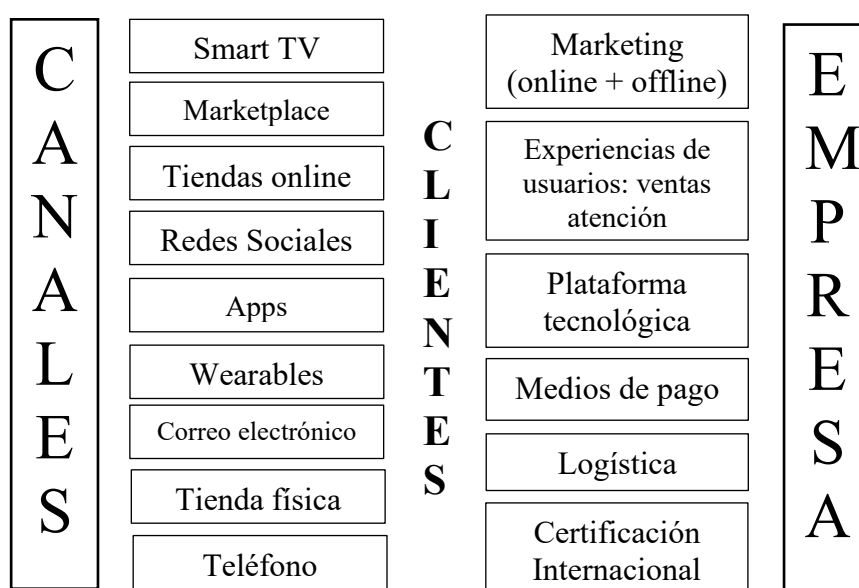 CANALES
Smart TV
Marketplace
Tiendas online
Redes Sociales
Apps
Wearables
Correo electrónico
Tienda física
Teléfono
CLIENTES
Marketing
(online + offline)
Experiencias de
usuarios: ventas
atención
Plataforma
tecnológica
Medios de pago
Logística
Certificación
Internacional
EMPRESA